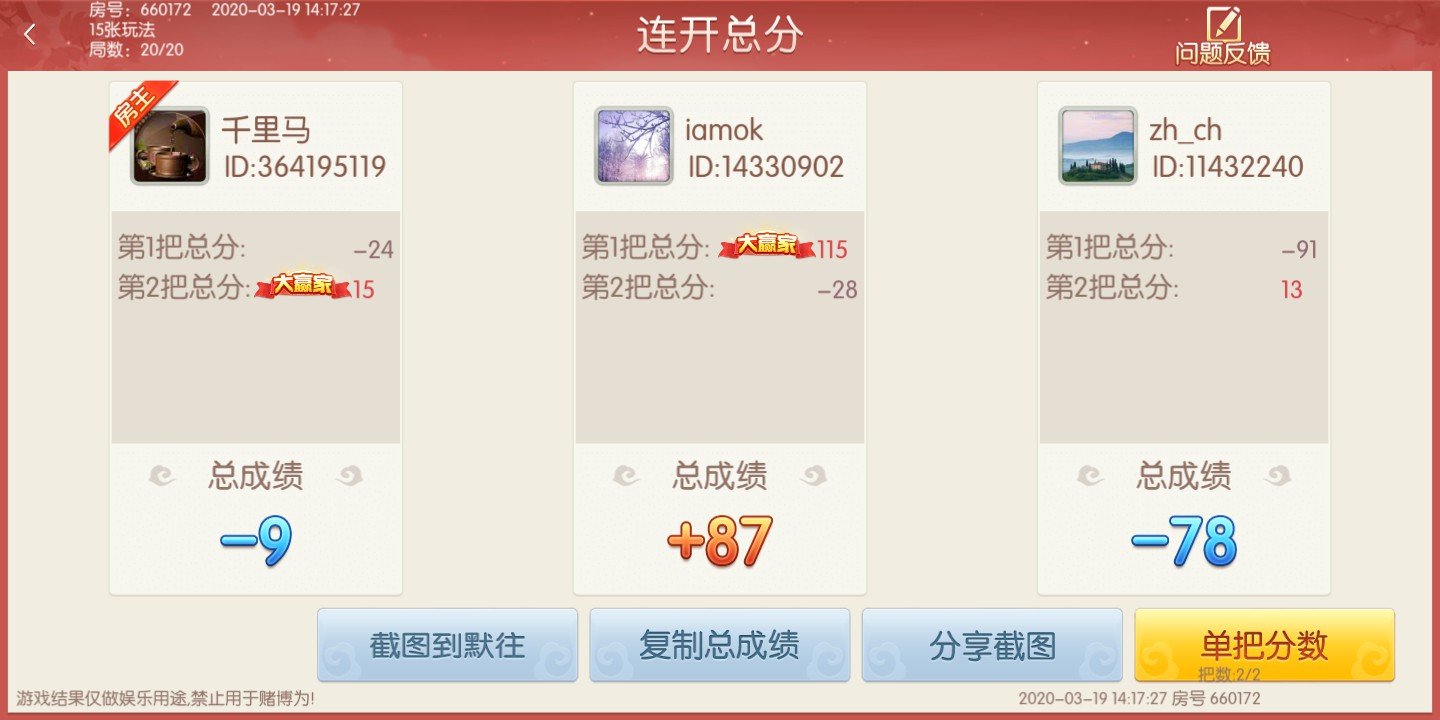 房号：660172 2020-03-19 14:17:27
15张玩法
局数：20/20
连开总分
问题反馈
房主
千里马
ID:364195119
第1把总分: -24
第2把总分: 大赢家 15
总成绩
-9
iamok
ID:14330902
第1把总分: 大赢家 115
第2把总分: -28
总成绩
+87
zh_ch
ID:11432240
第1把总分: -91
第2把总分: 13
总成绩
-78
截图到默往
复制总成绩
分享截图
单把分数
把数:2/2
游戏结果仅做娱乐用途,禁止用于赌博为!
2020-03-19 14:17:27 房号 660172